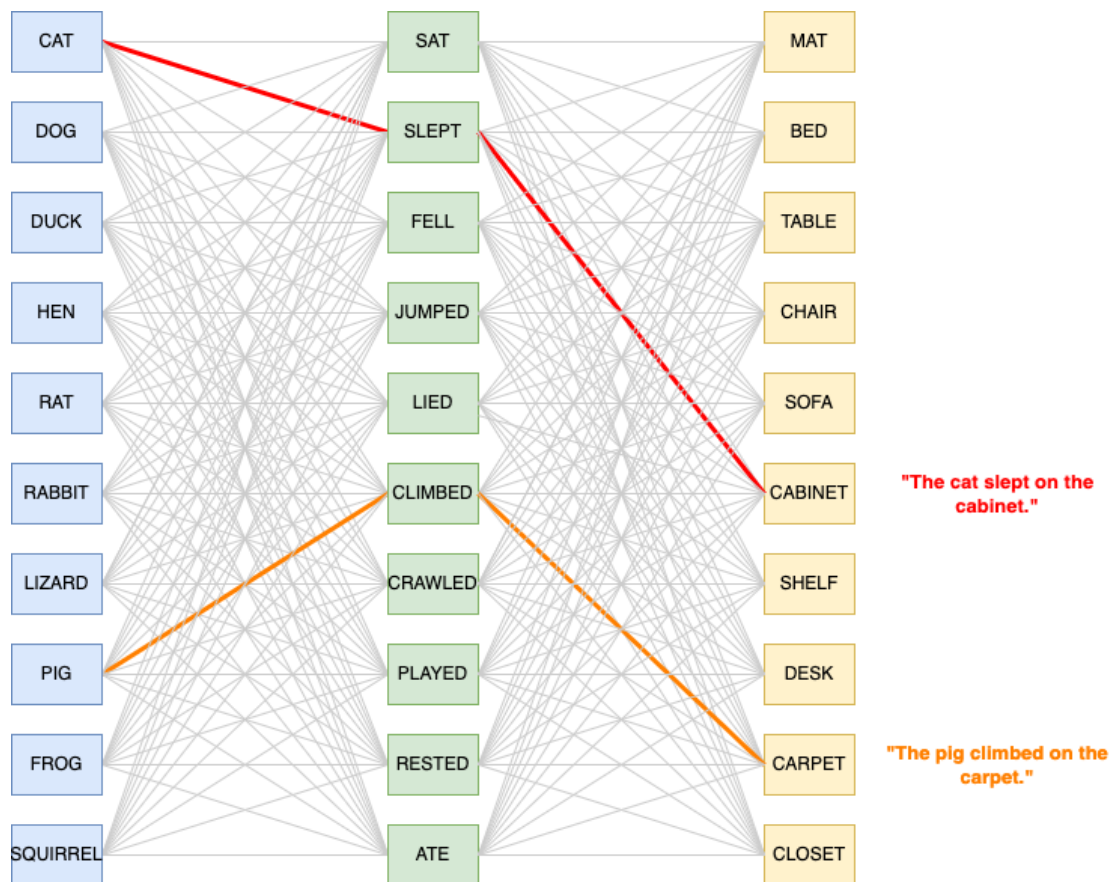 CAT SAT MAT
DOG SLEPT BED
DUCK FELL TABLE
HEN JUMPED CHAIR
RAT LIED SOFA
RABBIT CLIMBED CABINET
"The cat slept on the
cabinet."
LIZARD CRAWLED SHELF
PIG PLAYED DESK
FROG RESTED CARPET
"The pig climbed on the
carpet."
SQUIRREL ATE CLOSET